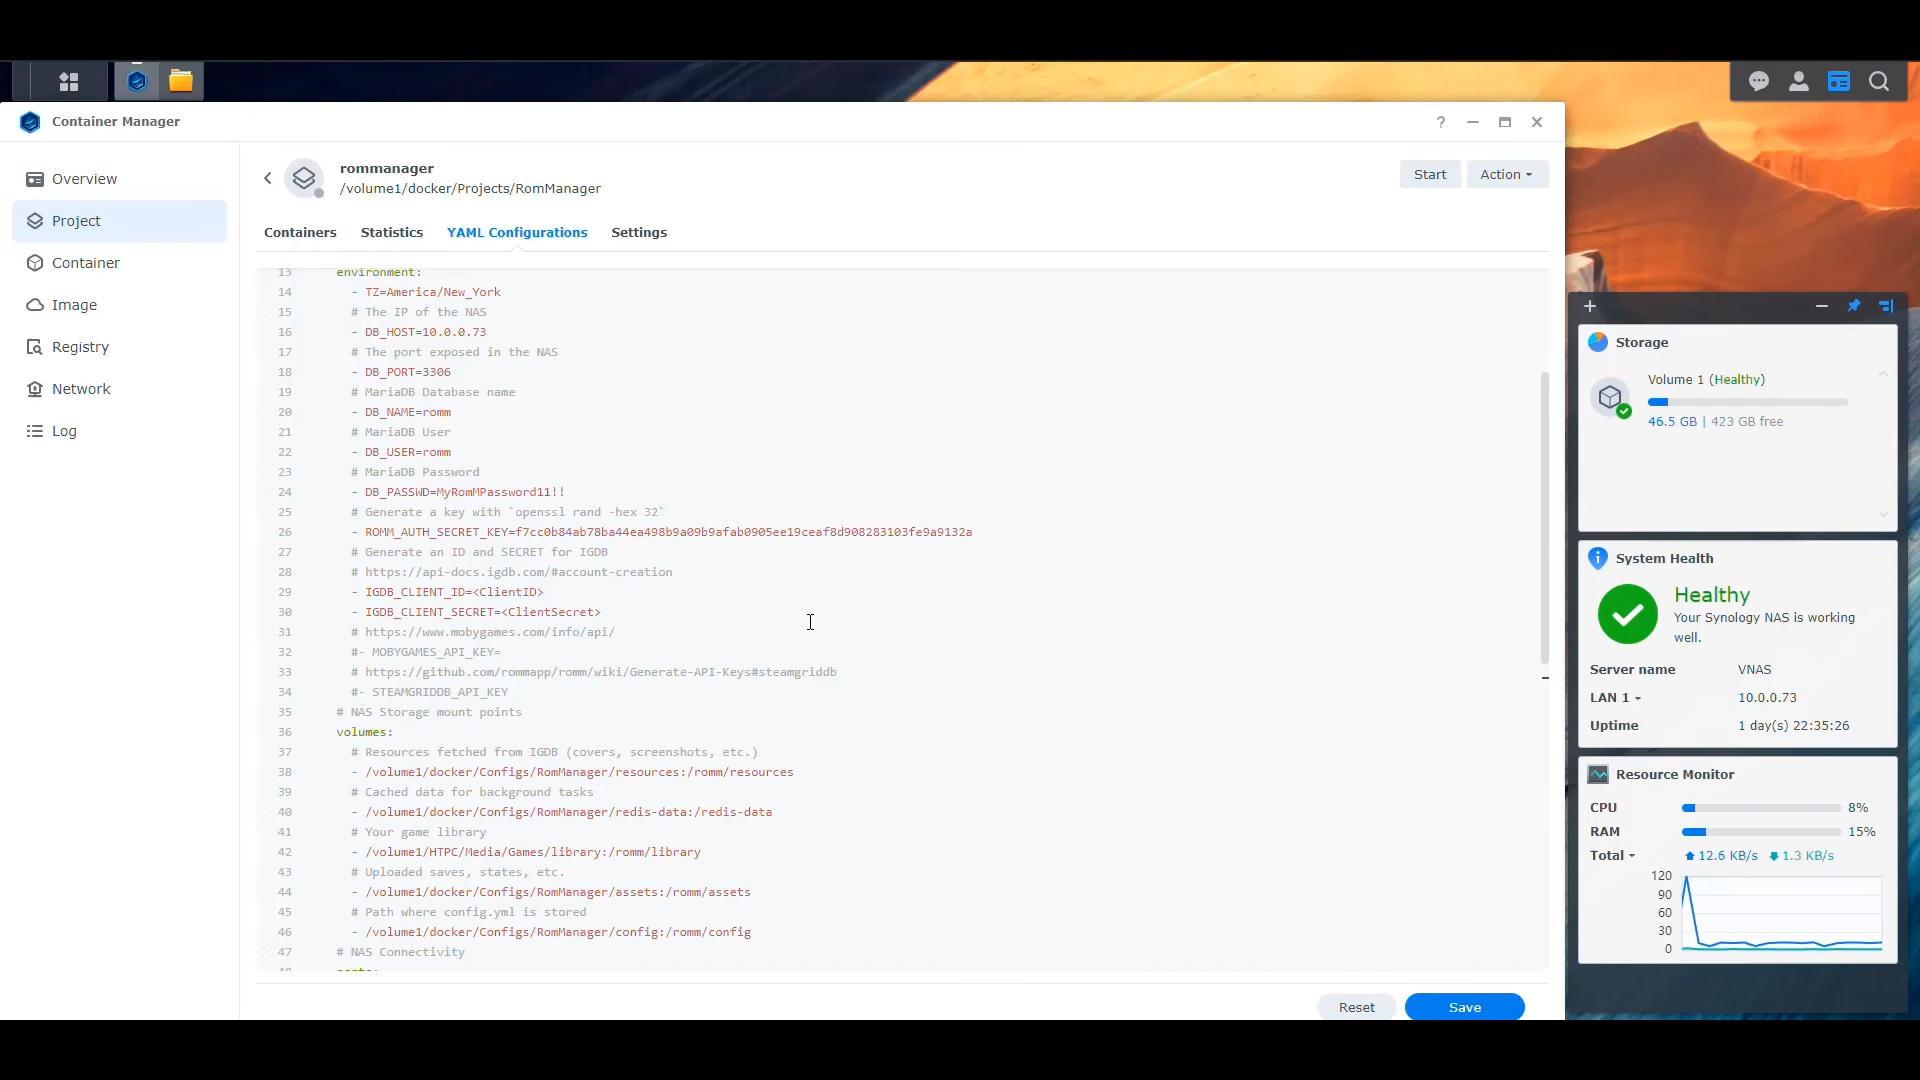 Container Manager
?
Overview
Project
Container
Image
Registry
Network
Log
rommanager
/volume1/docker/Projects/RomManager
Start
Action
Containers
Statistics
YAML Configurations
Settings
13 environment:
14 - TZ=America/New_York
15 # The IP of the NAS
16 - DB_HOST=10.0.0.73
17 # The port exposed in the NAS
18 - DB_PORT=3306
19 # MariaDB Database name
20 - DB_NAME=romm
21 # MariaDB User
22 - DB_USER=romm
23 # MariaDB Password
24 - DB_PASSWD=MyRomMPassword11!!
25 # Generate a key with `openssl rand -hex 32`
26 - ROMM_AUTH_SECRET_KEY=f7cc0b84ab78ba44ea498b9a09b9afab0905ee19ceaf8d908283103fe9a9132a
27 # Generate an ID and SECRET for IGDB
28 # https://api-docs.igdb.com/#account-creation
29 - IGDB_CLIENT_ID=<ClientID>
30 - IGDB_CLIENT_SECRET=<ClientSecret>
31 # https://www.mobygames.com/info/api/
32 #- MOBYGAMES_API_KEY=
33 # https://github.com/rommapp/romm/wiki/Generate-API-Keys#steamgriddb
34 #- STEAMGRIDDB_API_KEY
35 # NAS Storage mount points
36 volumes:
37 # Resources fetched from IGDB (covers, screenshots, etc.)
38 - /volume1/docker/Configs/RomManager/resources:/romm/resources
39 # Cached data for background tasks
40 - /volume1/docker/Configs/RomManager/redis-data:/redis-data
41 # Your game library
42 - /volume1/HTPC/Media/Games/library:/romm/library
43 # Uploaded saves, states, etc.
44 - /volume1/docker/Configs/RomManager/assets:/romm/assets
45 # Path where config.yml is stored
46 - /volume1/docker/Configs/RomManager/config:/romm/config
47 # NAS Connectivity
48 ports:
Reset
Save
Storage
Volume 1 (Healthy)
46.5 GB | 423 GB free
System Health
Healthy
Your Synology NAS is working
well.
Server name VNAS
LAN 1 10.0.0.73
Uptime 1 day(s) 22:35:26
Resource Monitor
CPU 8%
RAM 15%
Total 12.6 KB/s 1.3 KB/s
120
90
60
30
0